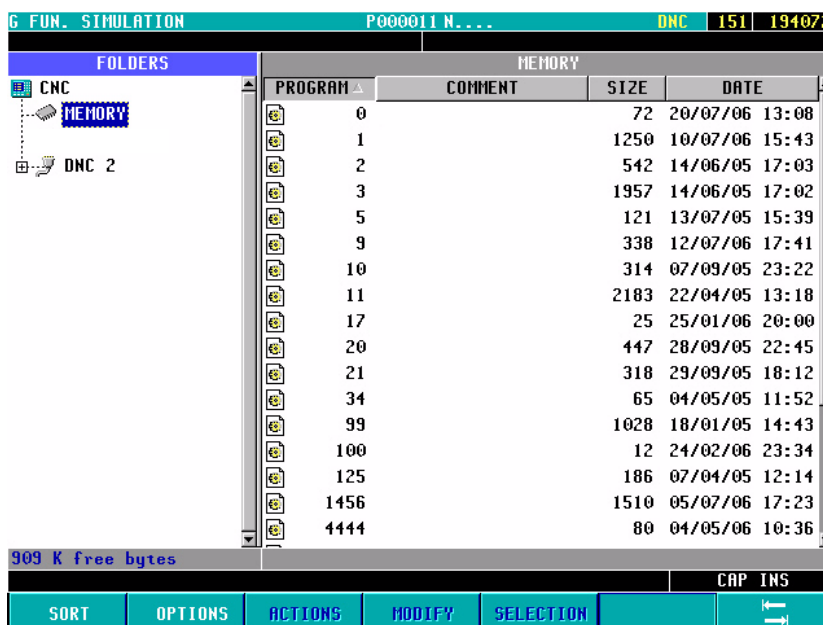 G FUN. SIMULATION P000011 N.... DNC 151 19407
FOLDERS MEMORY
CNC PROGRAM COMMENT SIZE DATE
MEMORY 0 72 20/07/06 13:08
1 1250 10/07/06 15:43
DNC 2 2 542 14/06/05 17:03
3 1957 14/06/05 17:02
5 121 13/07/05 15:39
9 338 12/07/06 17:41
10 314 07/09/05 23:22
11 2183 22/04/05 13:18
17 25 25/01/06 20:00
20 447 28/09/05 22:45
21 318 29/09/05 18:12
34 65 04/05/05 11:52
99 1028 18/01/05 14:43
100 12 24/02/06 23:34
125 186 07/04/05 12:14
1456 1510 05/07/06 17:23
4444 80 04/05/06 10:36
909 K free bytes
CAP INS
SORT OPTIONS ACTIONS MODIFY SELECTION